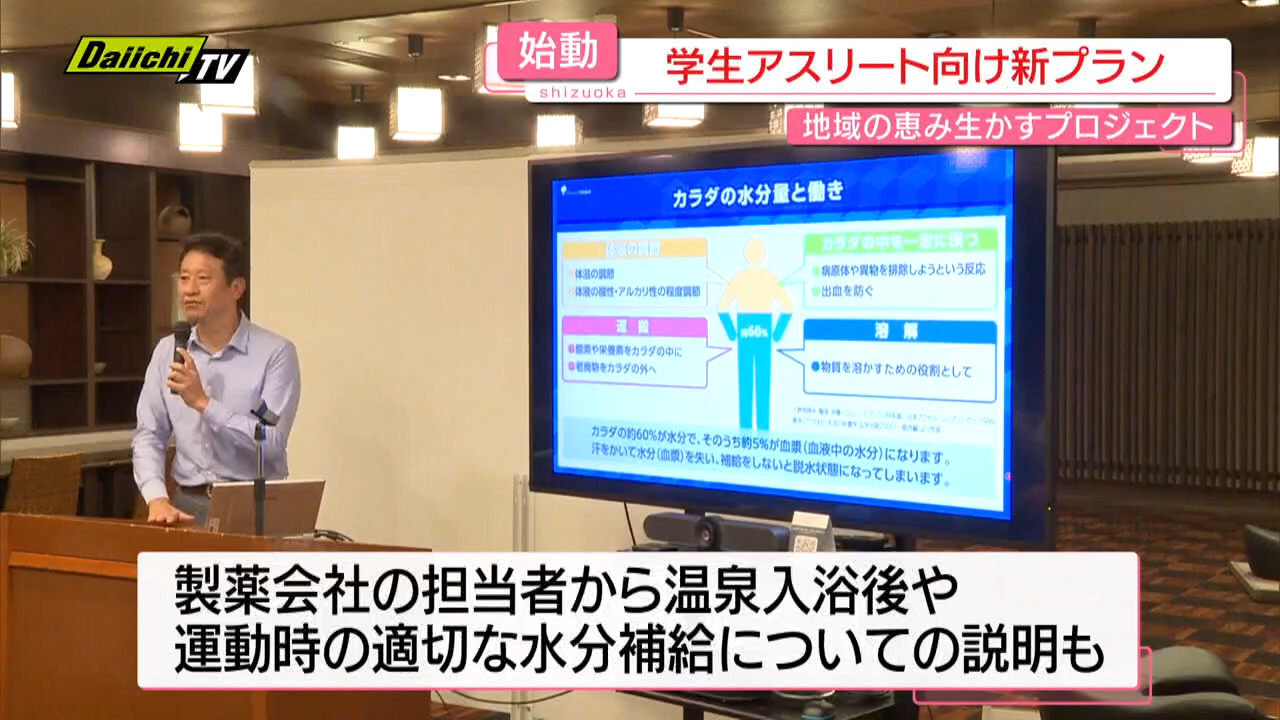 Daiichi-TV
始動
shizuoka
学生アスリート向け新プラン
地域の恵み生かすプロジェクト
カラダの水分量と働き
体温の調節
体液の酸性・アルカリ性の程度調節
カラダの中を一定に保つ
病原体や異物を排除しようという反応
出血を防ぐ
運搬
酸素や栄養素をカラダの中に
老廃物をカラダの外へ
約60%
溶解
物質を溶かすための役割として
カラダの約60%が水分で、そのうち約5%が血漿（血液中の水分）になります。
汗をかいて水分（血漿）を失い、補給をしないと脱水状態になってしまいます。
製薬会社の担当者から温泉入浴後や
運動時の適切な水分補給についての説明も